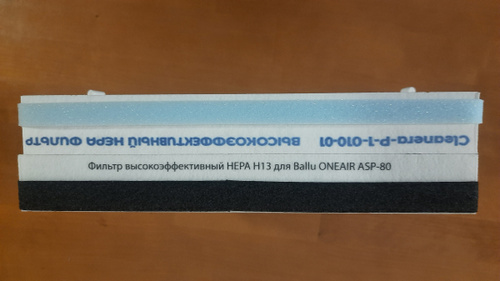 Cleanera-P-1-010-01 ВЫСОКОЭФФЕКТИВНЫЙ HEPA ФИЛЬТР
Фильтр высокоэффективный HEPA H13 для Ballu ONEAIR ASP-80